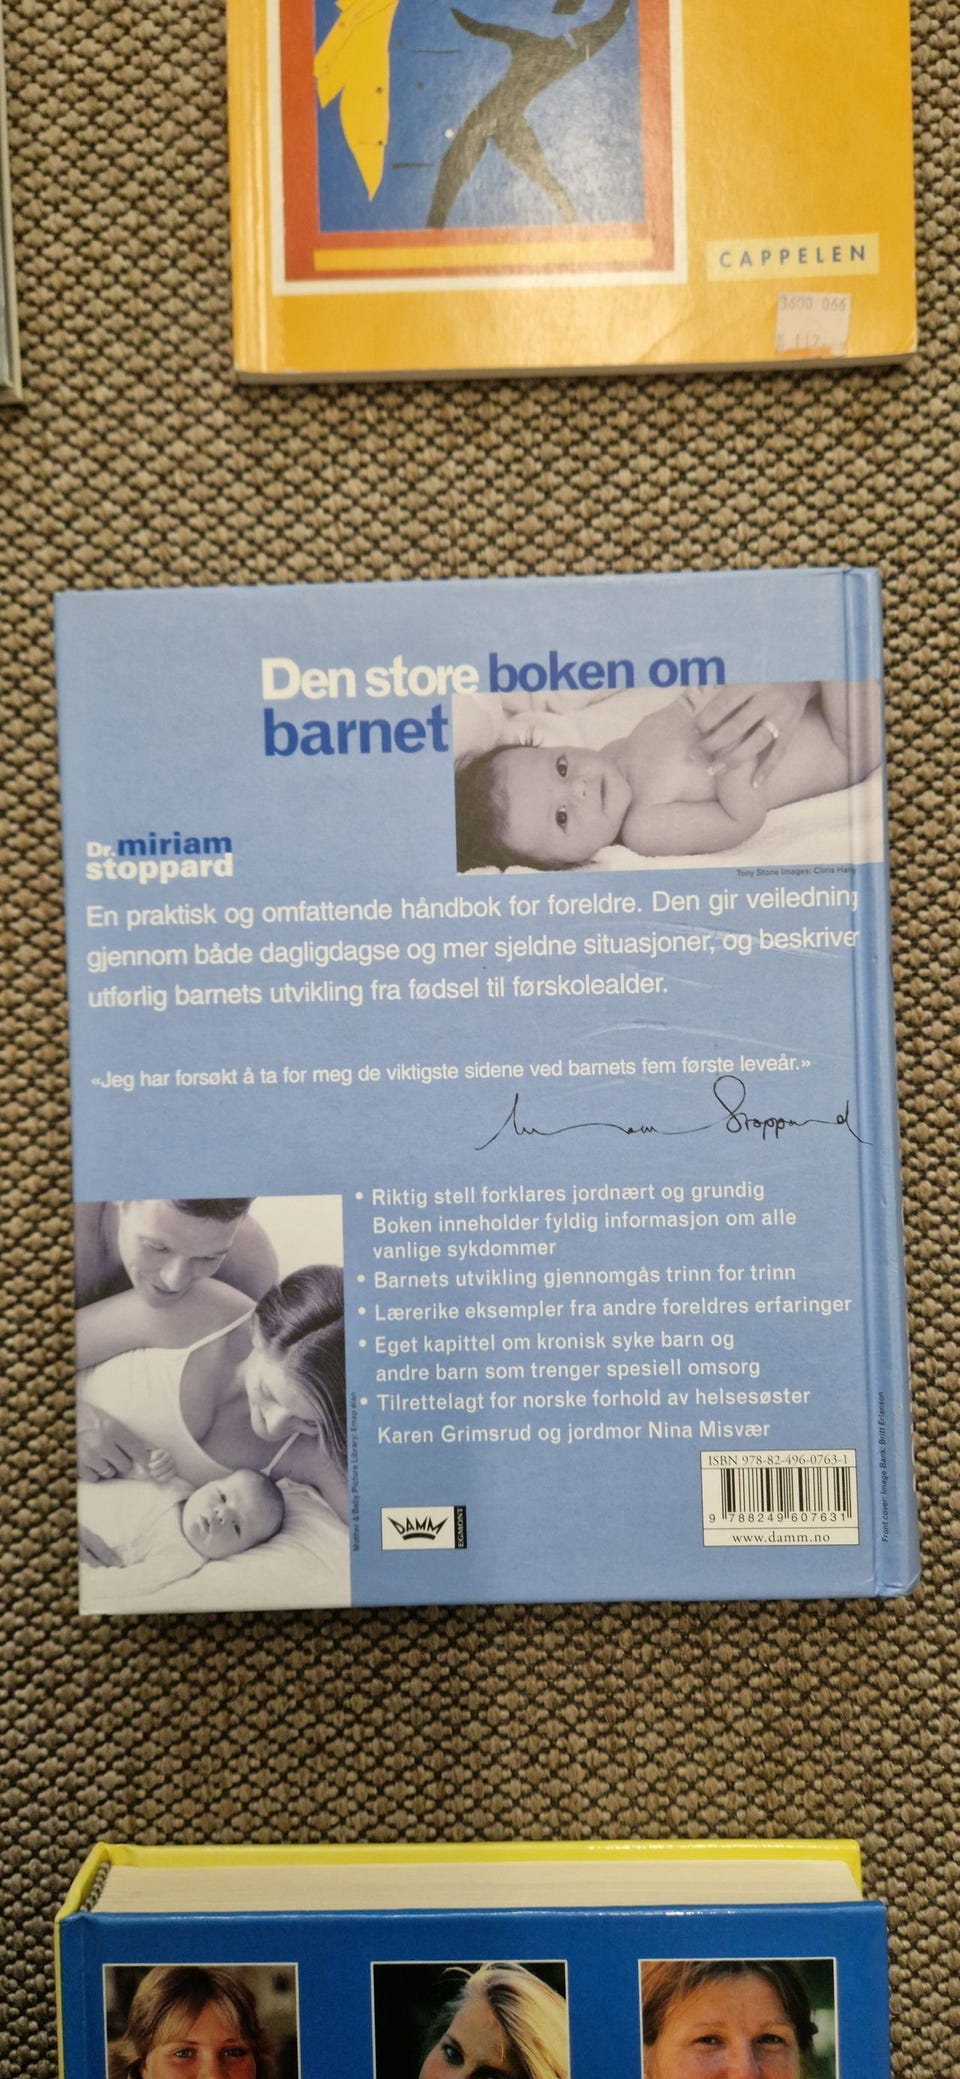 CAPPELEN
3600 066
Den store boken om
barnet
Tony Stone Images: Chris Har
Dr. miriam
stoppard
En praktisk og omfattende håndbok for foreldre. Den gir veiledning
gjennom både dagligdagse og mer sjeldne situasjoner, og beskriver
utførlig barnets utvikling fra fødsel til førskolealder.
«Jeg har forsøkt å ta for meg de viktigste sidene ved barnets fem første leveår.»
Miriam Stoppard
• Riktig stell forklares jordnært og grundig
Boken inneholder fyldig informasjon om alle
vanlige sykdommer
• Barnets utvikling gjennomgås trinn for trinn
• Lærerike eksempler fra andre foreldres erfaringer
• Eget kapittel om kronisk syke barn og
andre barn som trenger spesiell omsorg
• Tilrettelagt for norske forhold av helsesøster
Karen Grimsrud og jordmor Nina Misvær
Mother & Baby Picture Library: Emap élan
DAMM
EGMONT
ISBN 978-82-496-0763-1
9 788249 607631
www.damm.no
Front cover: Image Bank: Britt Erlanson